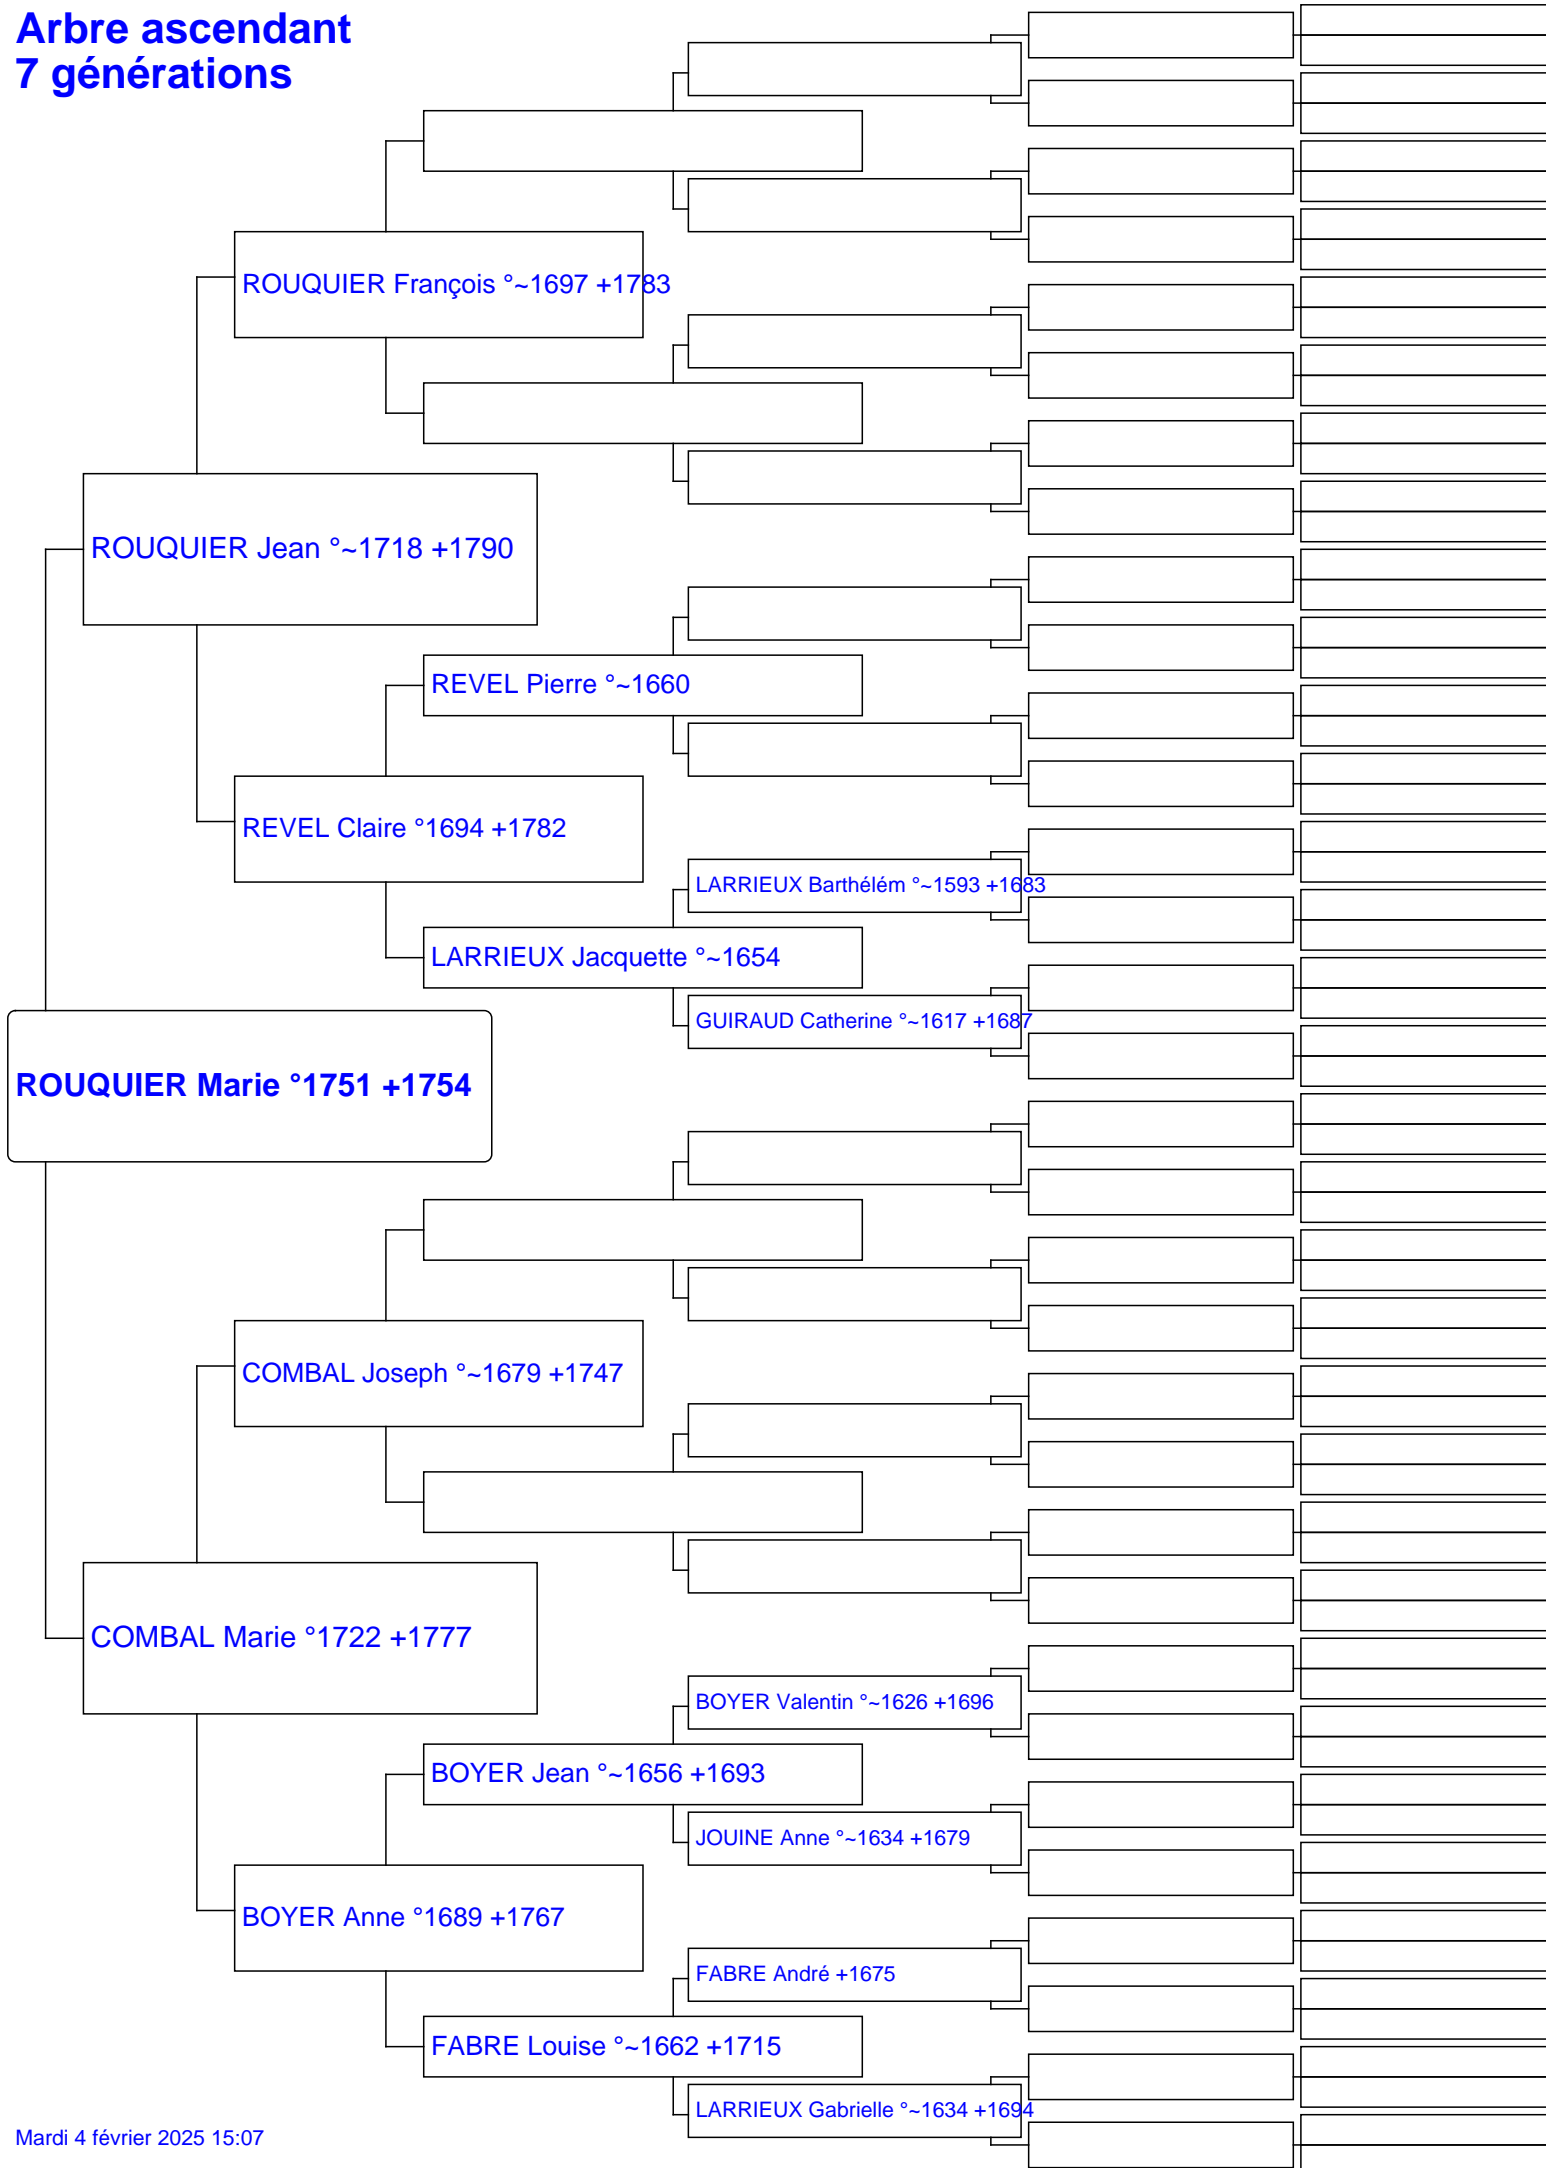 Arbre ascendant
7 générations
ROUQUIER François °~1697 +1783
ROUQUIER Jean °~1718 +1790
REVEL Pierre °~1660
REVEL Claire °1694 +1782
LARRIEUX Barthélém °~1593 +1683
LARRIEUX Jacquette °~1654
GUIRAUD Catherine °~1617 +1687
ROUQUIER Marie °1751 +1754
COMBAL Joseph °~1679 +1747
COMBAL Marie °1722 +1777
BOYER Valentin °~1626 +1696
BOYER Jean °~1656 +1693
JOUINE Anne °~1634 +1679
BOYER Anne °1689 +1767
FABRE André +1675
FABRE Louise °~1662 +1715
LARRIEUX Gabrielle °~1634 +1694
Mardi 4 février 2025 15:07